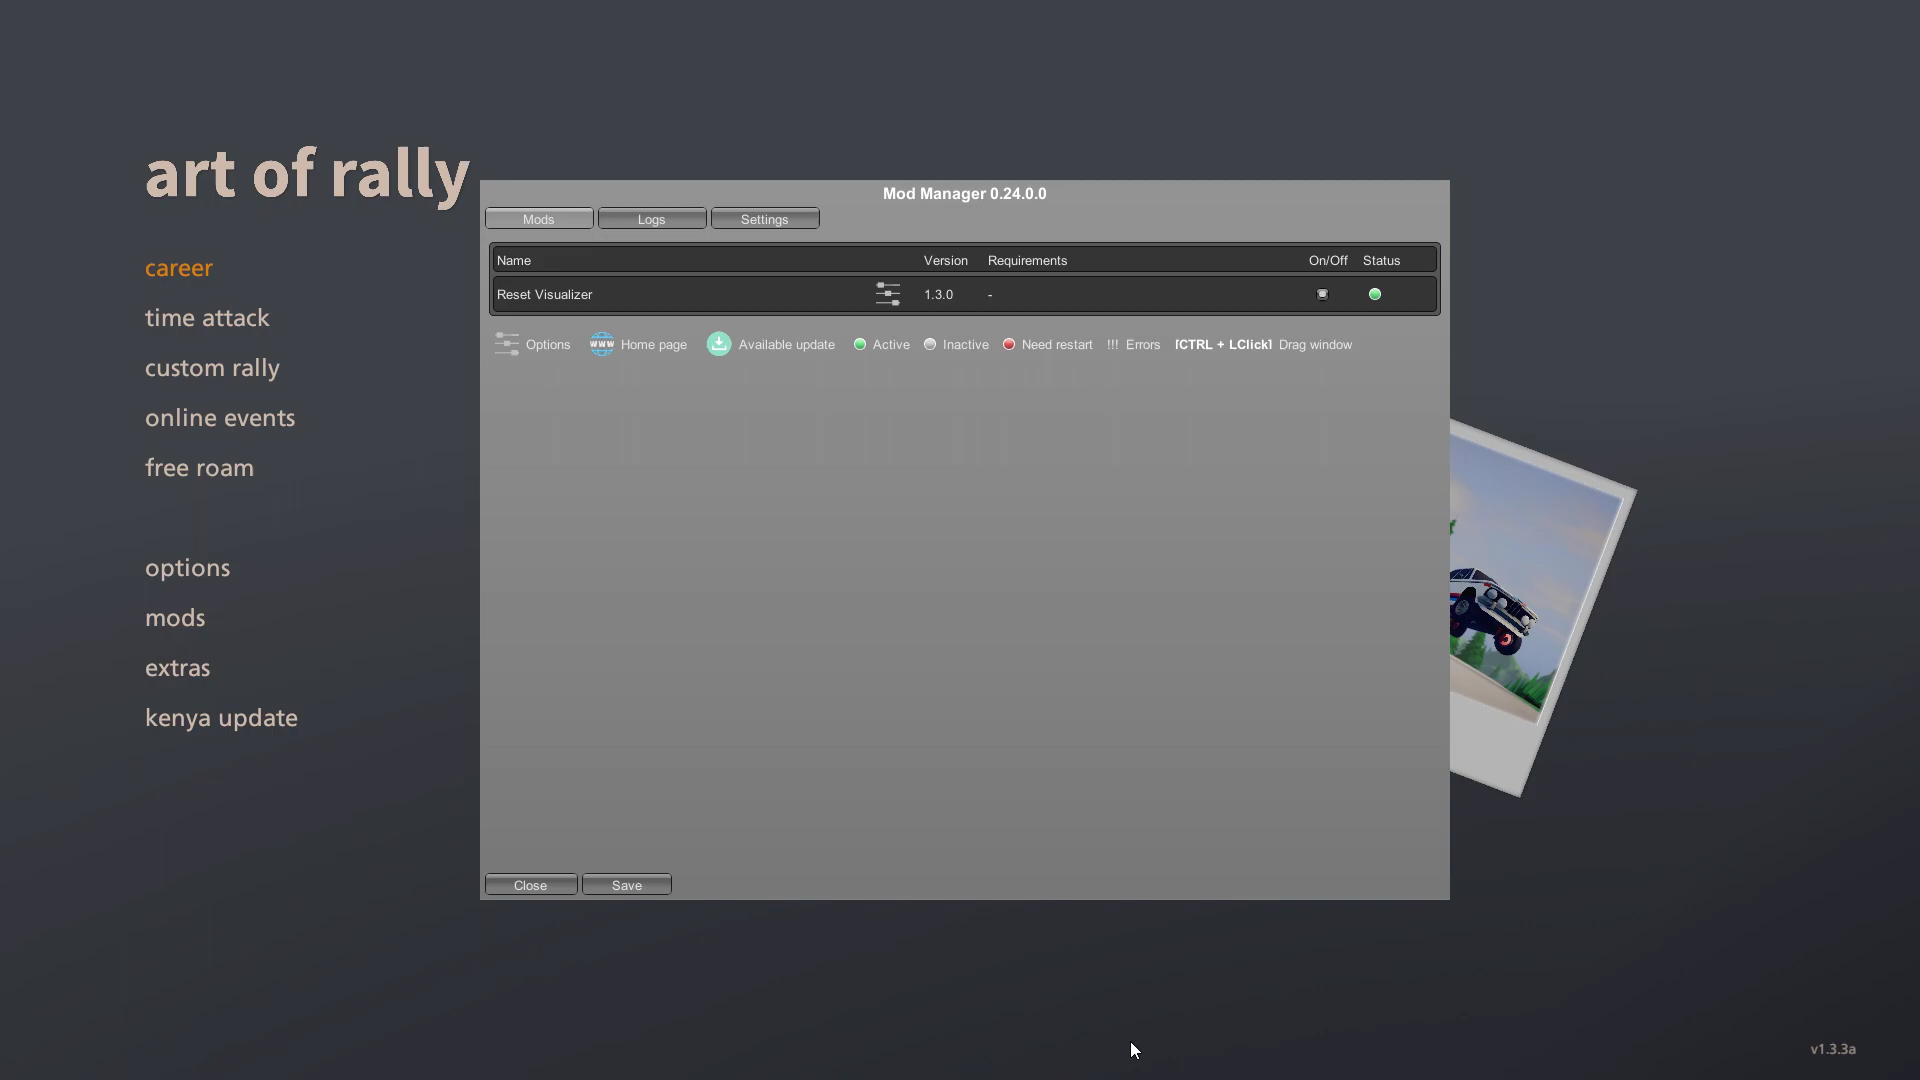 art of rally
career
time attack
custom rally
online events
free roam
options
mods
extras
kenya update
Mod Manager 0.24.0.0
Mods Logs Settings
Name Version Requirements On/Off Status
Reset Visualizer 1.3.0 -
Options www Home page Available update Active Inactive Need restart !!! Errors [CTRL + LClick] Drag window
Close Save
v1.3.3a